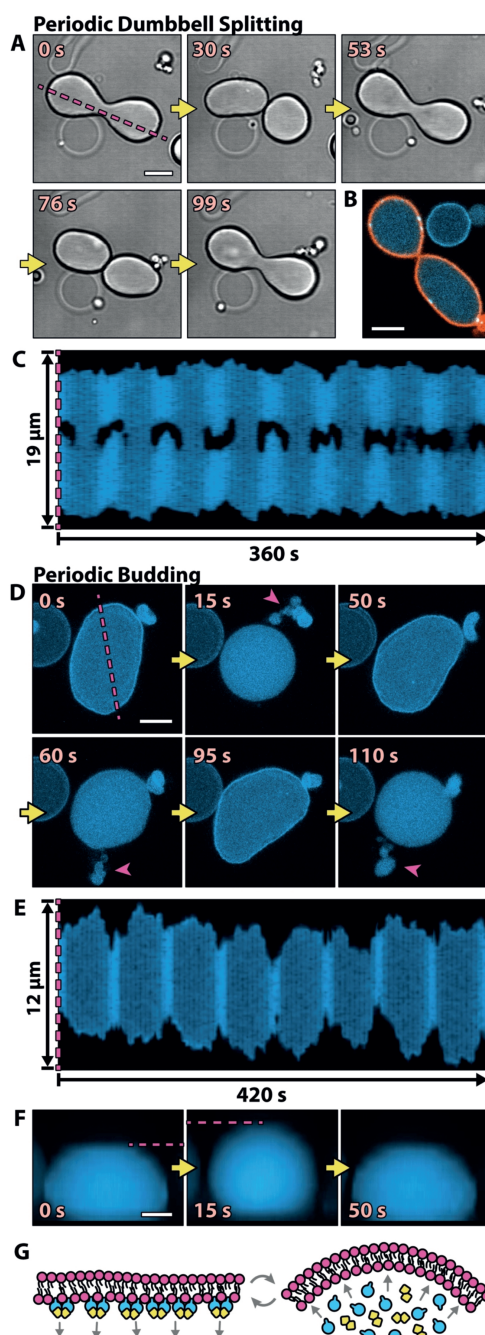 Periodic Dumbbell Splitting
A
0 s
30 s
53 s
76 s
99 s
B
C
19 µm
360 s
Periodic Budding
D
0 s
15 s
50 s
60 s
95 s
110 s
E
12 µm
420 s
F
0 s
15 s
50 s
G